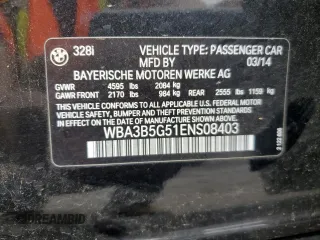 328i
VEHICLE TYPE: PASSENGER CAR
MFD BY 03/14
BAYERISCHE MOTOREN WERKE AG
GVWR 4595 lbs 2084 kg
GAWR FRONT 2170 lbs 984 kg REAR 2555 lbs 1159 kg
THIS VEHICLE CONFORMS TO ALL APPLICABLE FEDERAL
MOTOR VEHICLE SAFETY, BUMPER, AND THEFT PREVENTION
STANDARDS IN EFFECT ON THE DATE OF MANUFACTURE
SHOWN ABOVE.
WBA3B5G51ENS08403